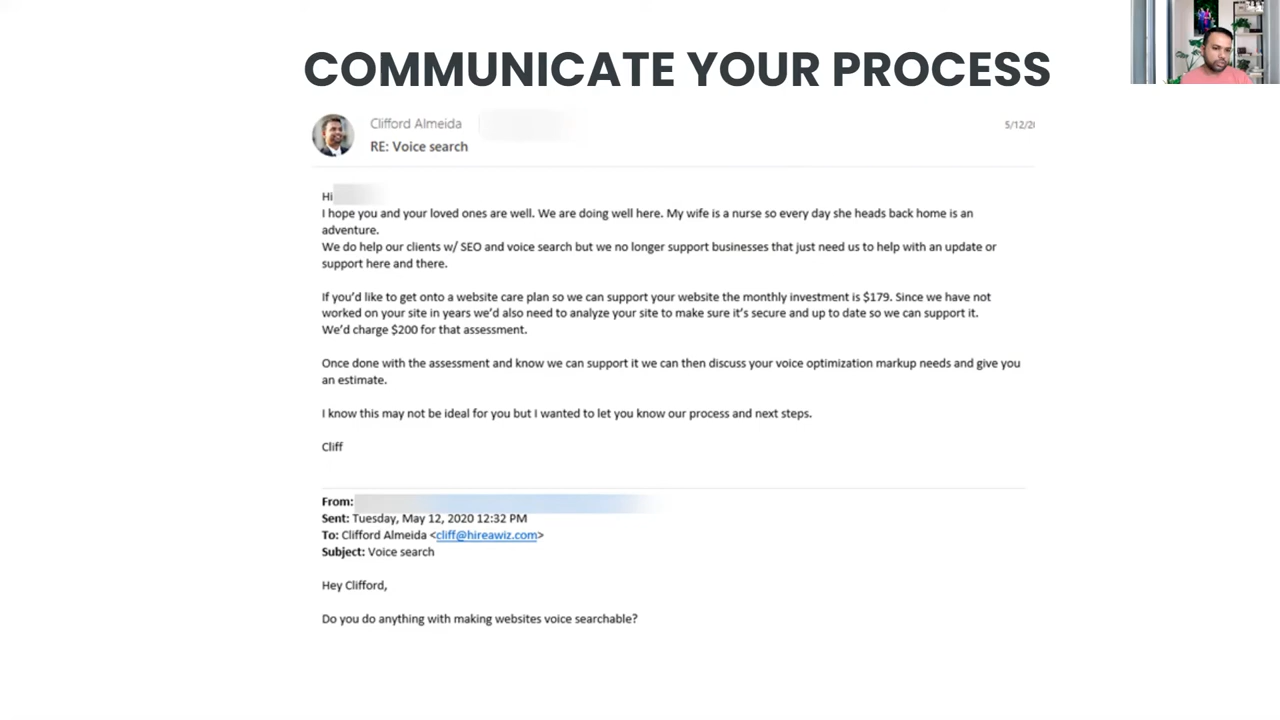 COMMUNICATE YOUR PROCESS
Clifford Almeida
5/12/20
RE: Voice search
Hi
I hope you and your loved ones are well. We are doing well here. My wife is a nurse so every day she heads back home is an
adventure.
We do help our clients w/ SEO and voice search but we no longer support businesses that just need us to help with an update or
support here and there.
If you'd like to get onto a website care plan so we can support your website the monthly investment is $179. Since we have not
worked on your site in years we'd also need to analyze your site to make sure it's secure and up to date so we can support it.
We'd charge $200 for that assessment.
Once done with the assessment and know we can support it we can then discuss your voice optimization markup needs and give you
an estimate.
I know this may not be ideal for you but I wanted to let you know our process and next steps.
Cliff
From:
Sent: Tuesday, May 12, 2020 12:32 PM
To: Clifford Almeida <cliff@hireawiz.com>
Subject: Voice search
Hey Clifford,
Do you do anything with making websites voice searchable?